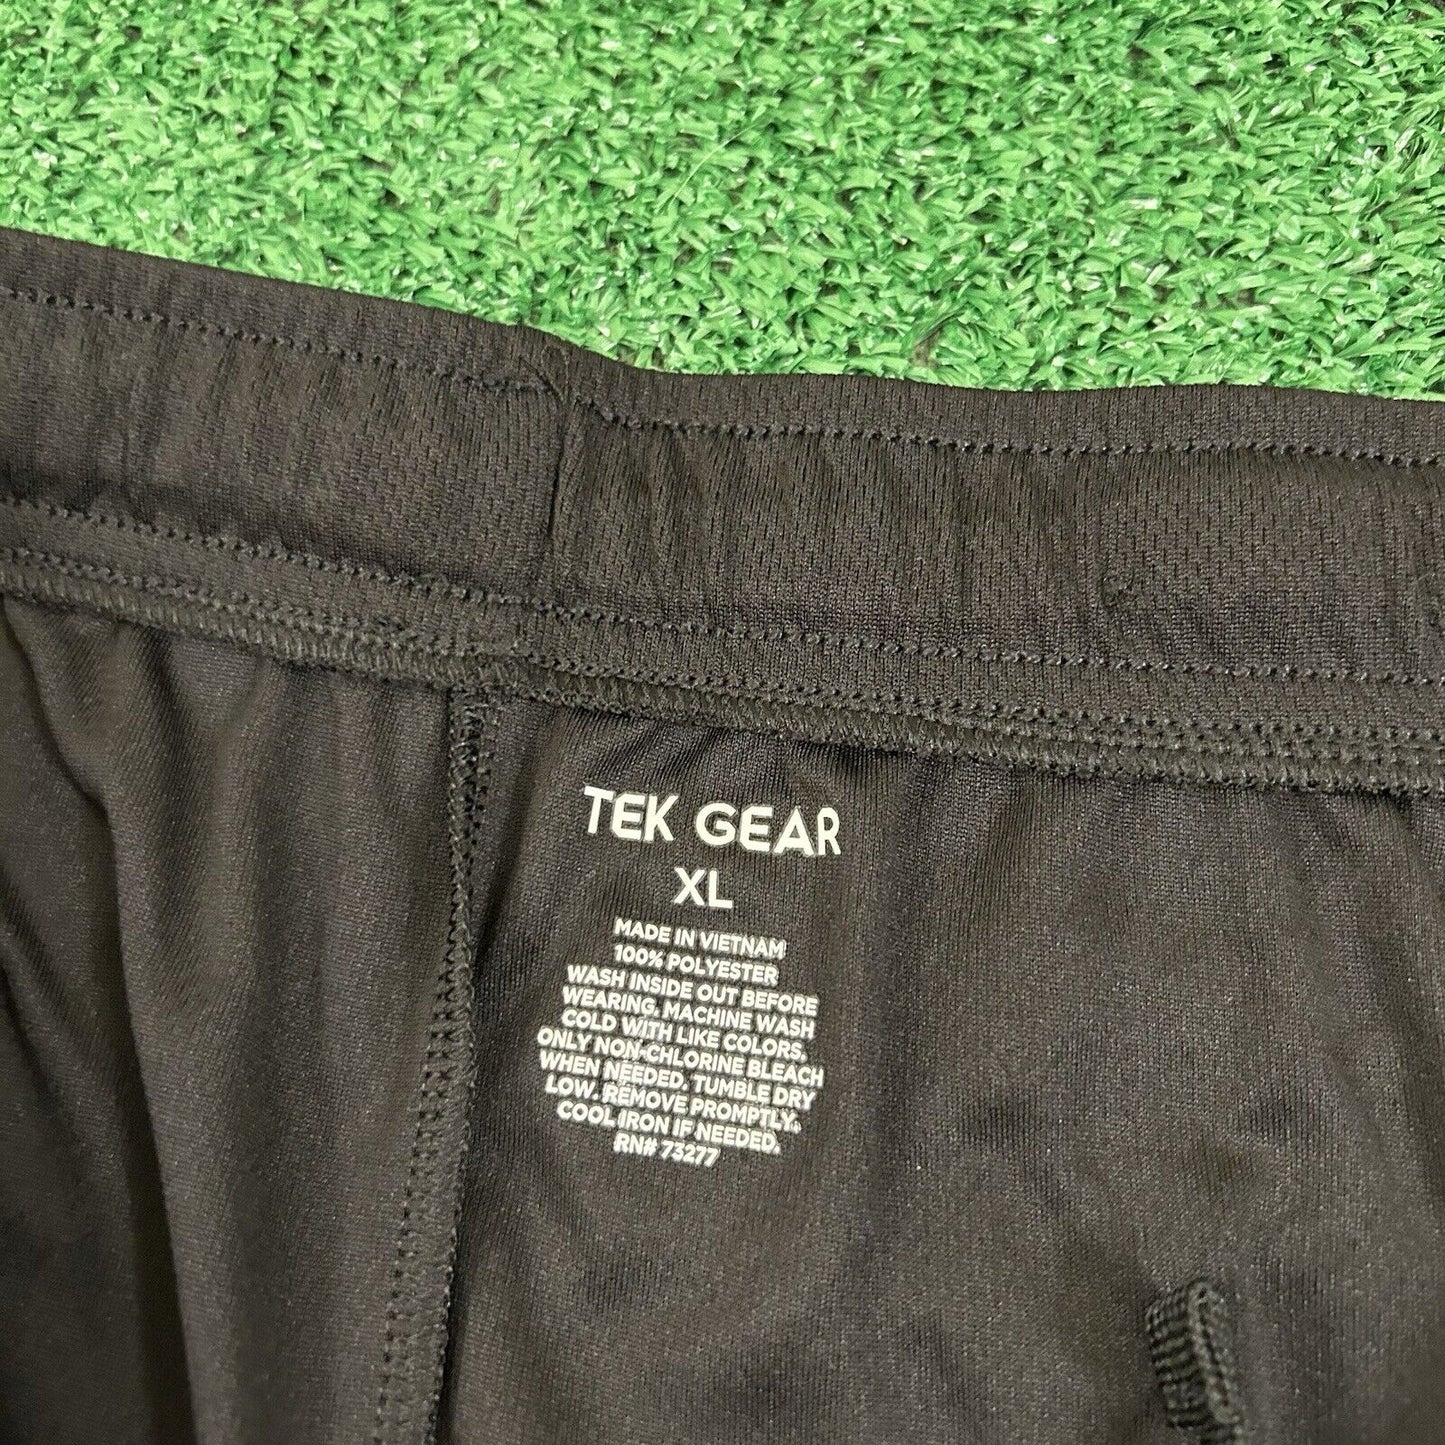 TEK GEAR
XL
MADE IN VIETNAM
100% POLYESTER
WASH INSIDE OUT BEFORE
WEARING. MACHINE WASH
COLD WITH LIKE COLORS.
ONLY NON-CHLORINE BLEACH
WHEN NEEDED. TUMBLE DRY
LOW. REMOVE PROMPTLY.
COOL IRON IF NEEDED.
RN# 73277